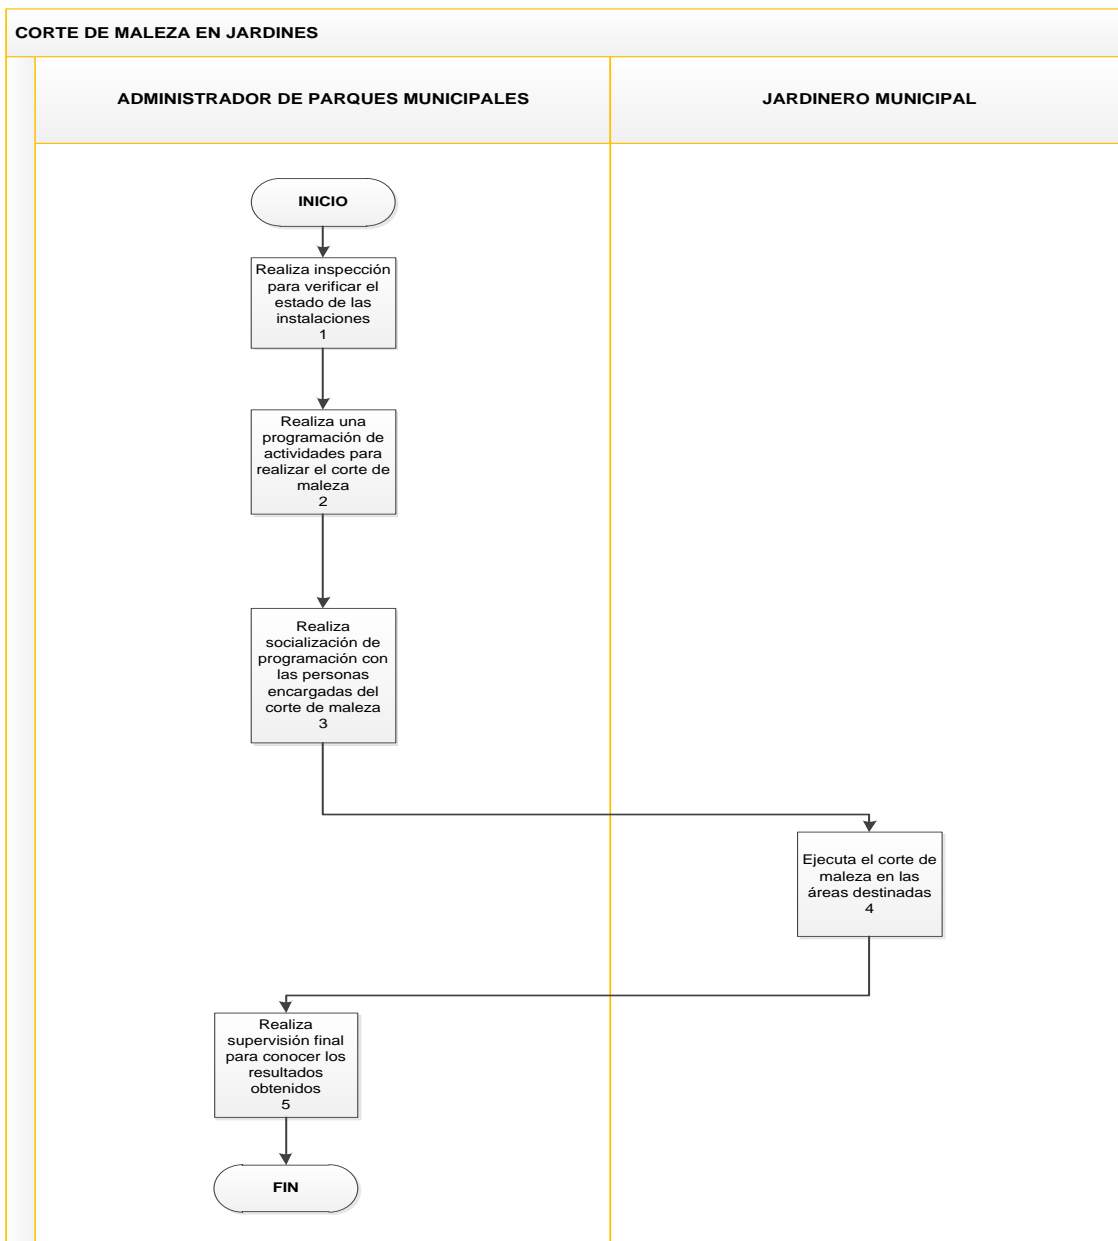 CORTE DE MALEZA EN JARDINES
ADMINISTRADOR DE PARQUES MUNICIPALES
JARDINERO MUNICIPAL
INICIO
Realiza inspección
para verificar el
estado de las
instalaciones
1
Realiza una
programación de
actividades para
realizar el corte de
maleza
2
Realiza
socialización de
programación con
las personas
encargadas del
corte de maleza
3
Ejecuta el corte de
maleza en las
áreas destinadas
4
Realiza
supervisión final
para conocer los
resultados
obtenidos
5
FIN